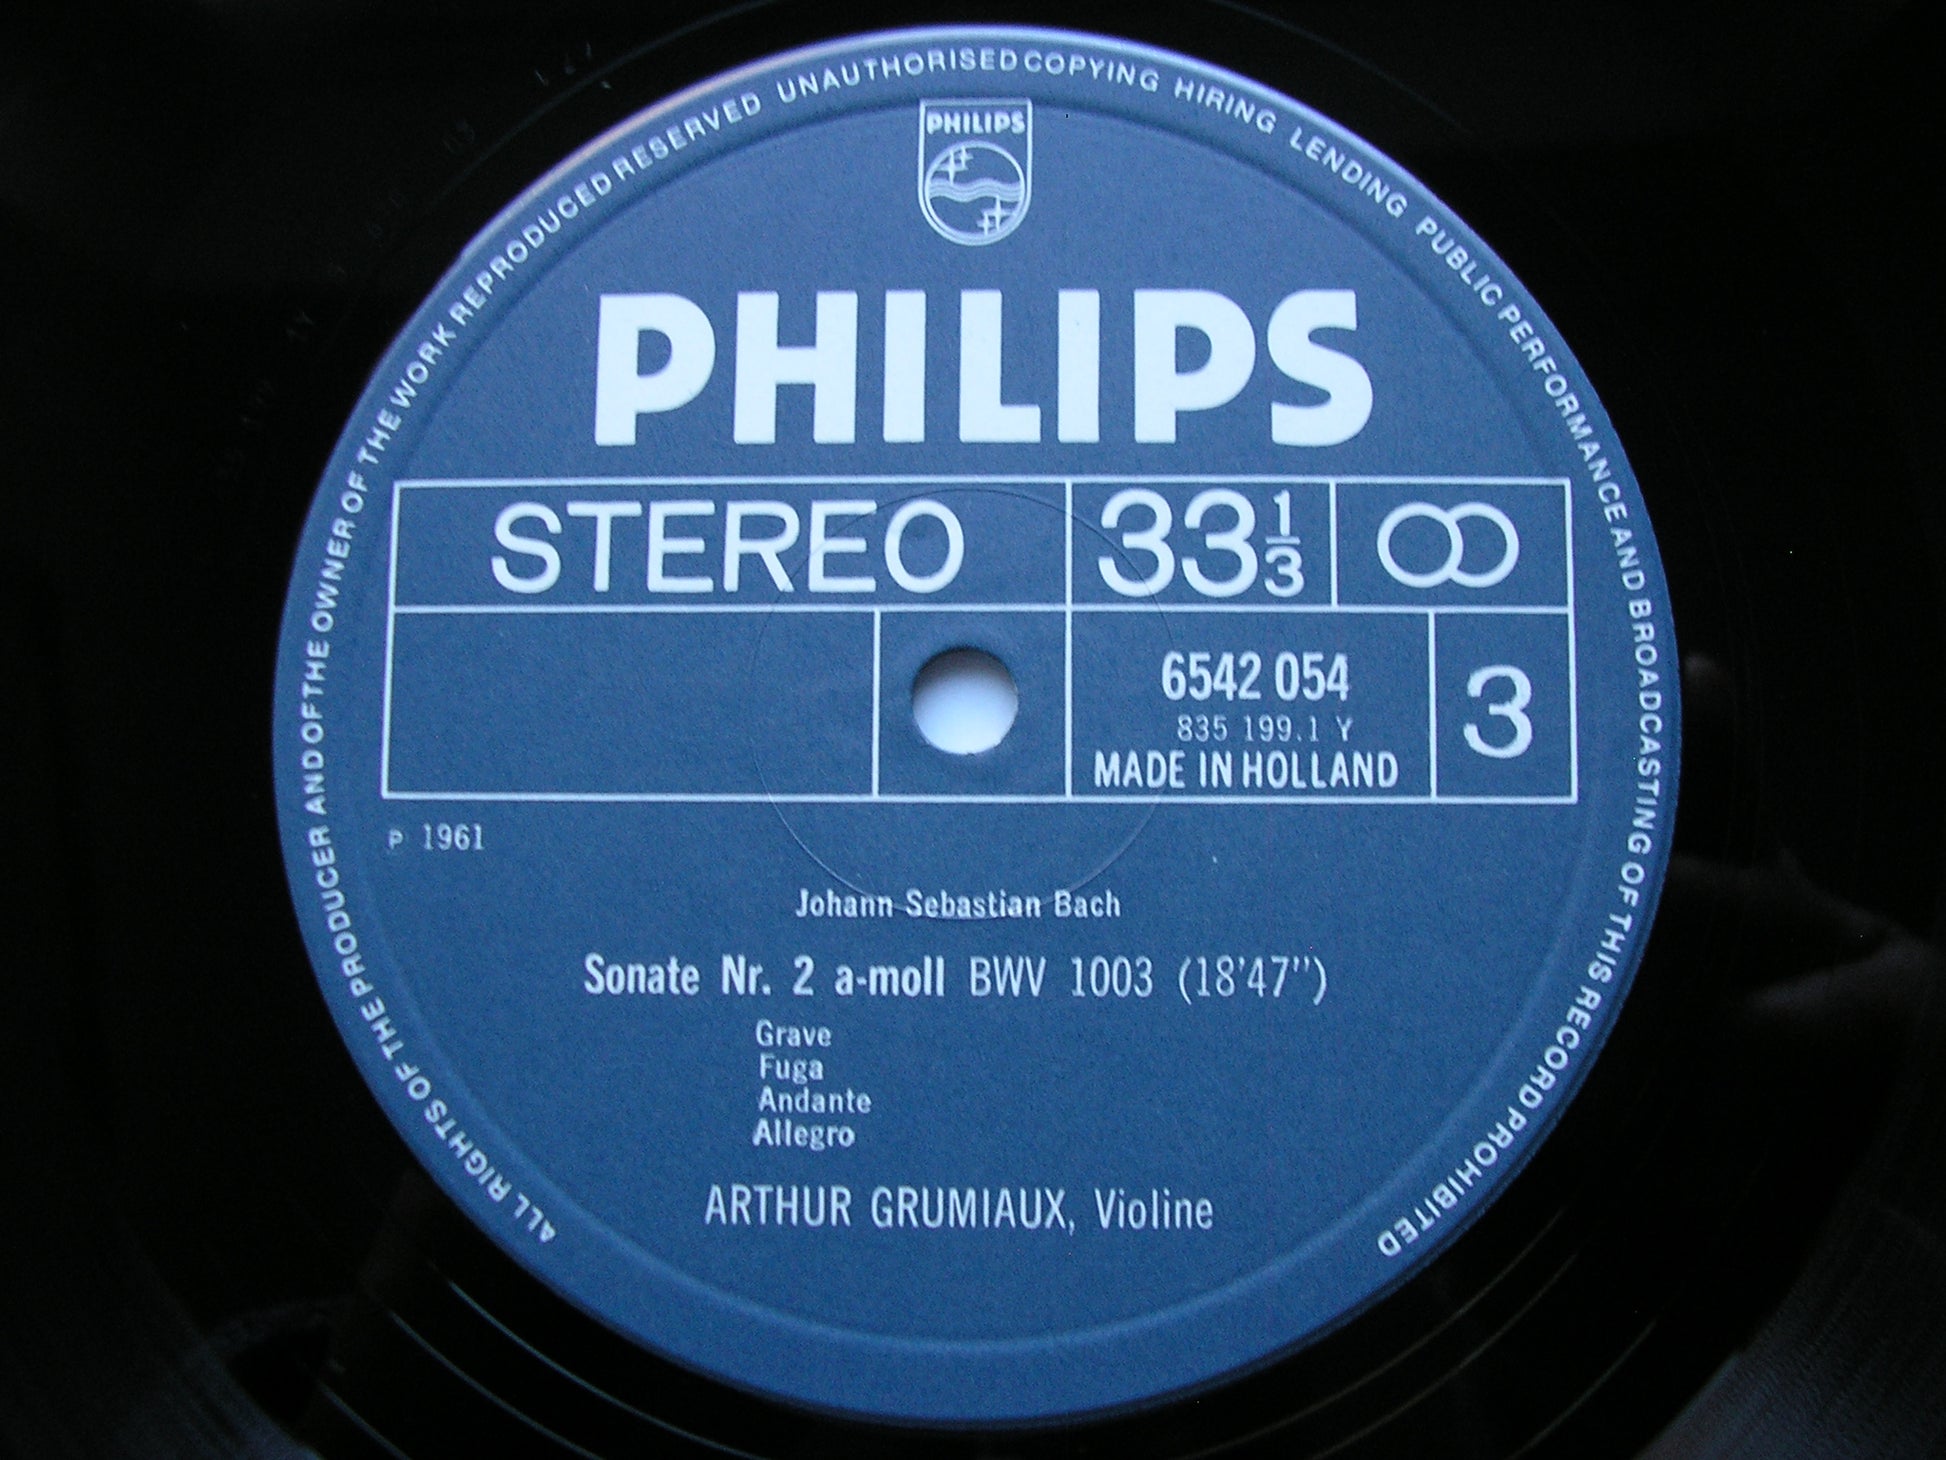 ALL RIGHTS OF THE PRODUCER AND OF THE OWNER OF THE WORK REPRODUCED RESERVED UNAUTHORISED COPYING HIRING LENDING PUBLIC PERFORMANCE AND BROADCASTING OF THIS RECORD PROHIBITED
PHILIPS
PHILIPS
STEREO 33 1/3
6542 054
835 199.1 Y
MADE IN HOLLAND
3
P 1961
Johann Sebastian Bach
Sonate Nr. 2 a-moll BWV 1003 (18'47")
Grave
Fuga
Andante
Allegro
ARTHUR GRUMIAUX, Violine